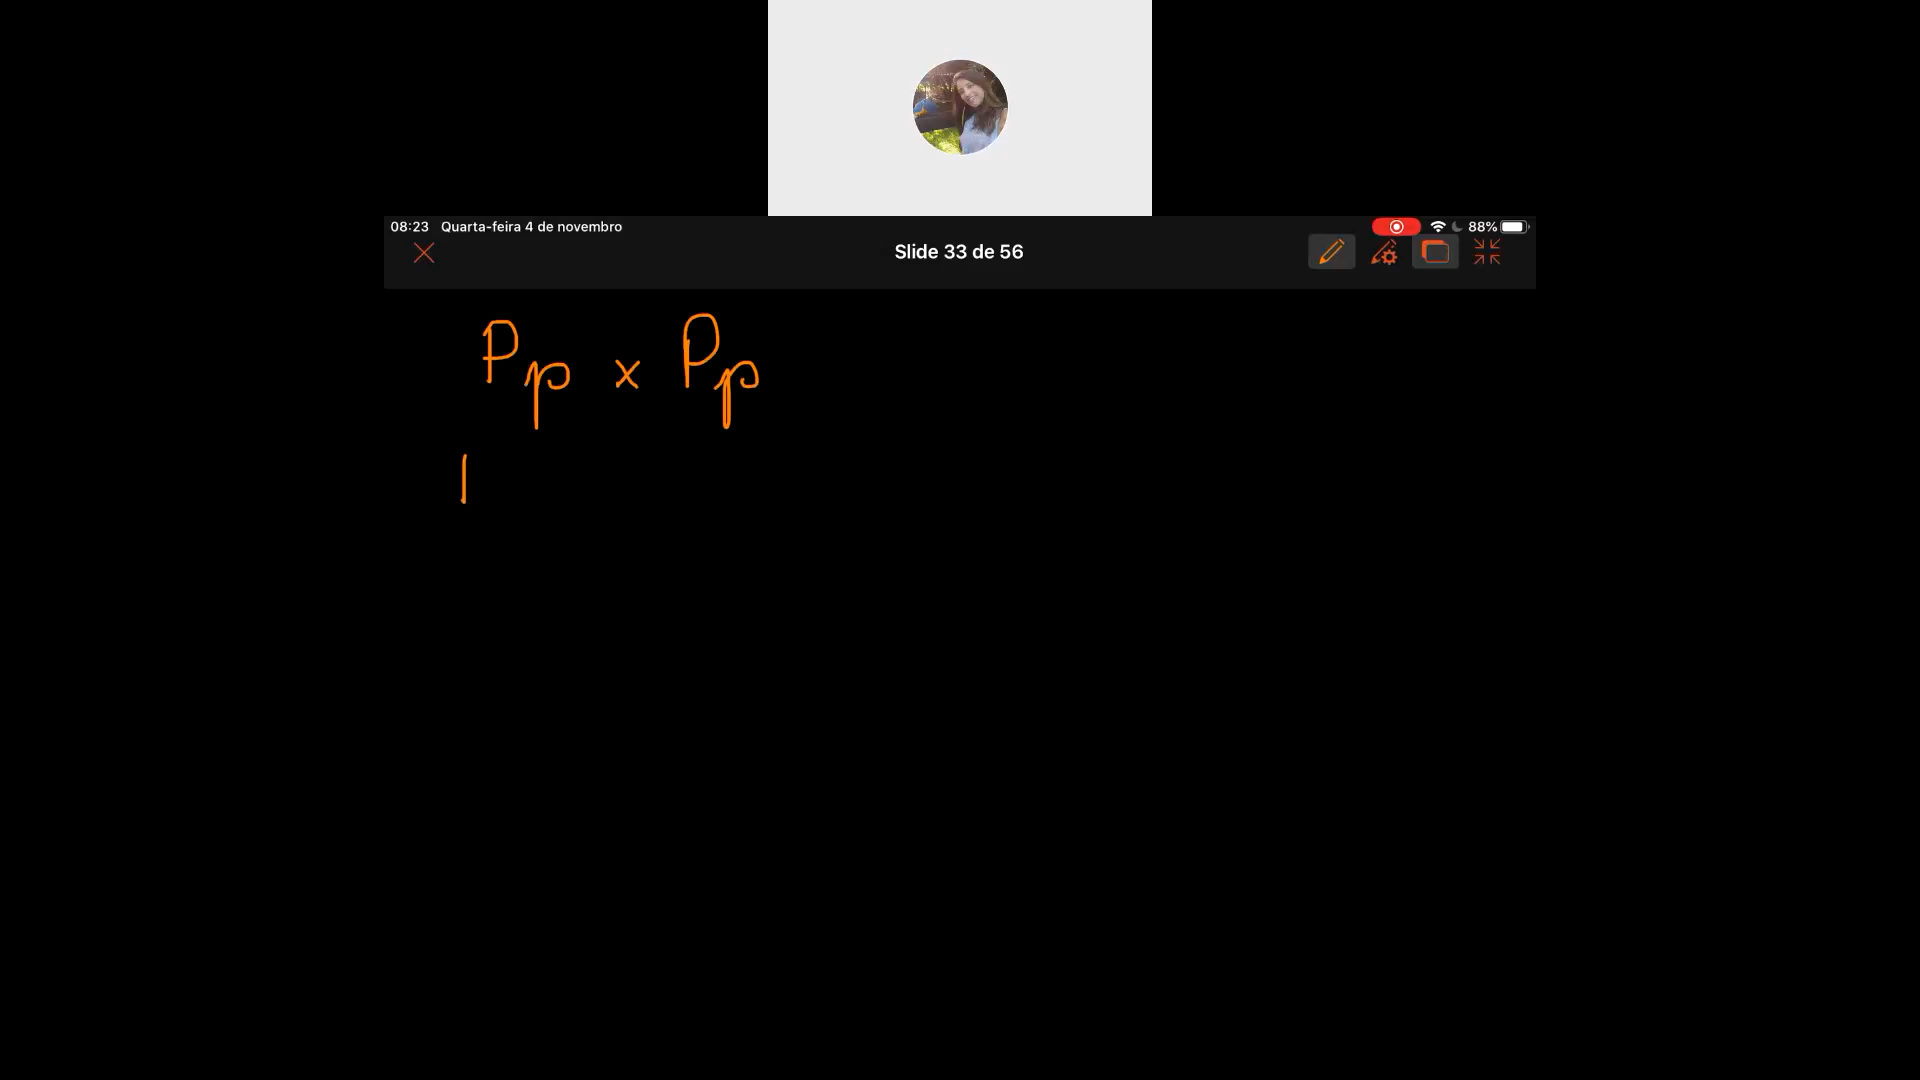 08:23 Quarta-feira 4 de novembro 88%
Slide 33 de 56
Pp x Pp
|